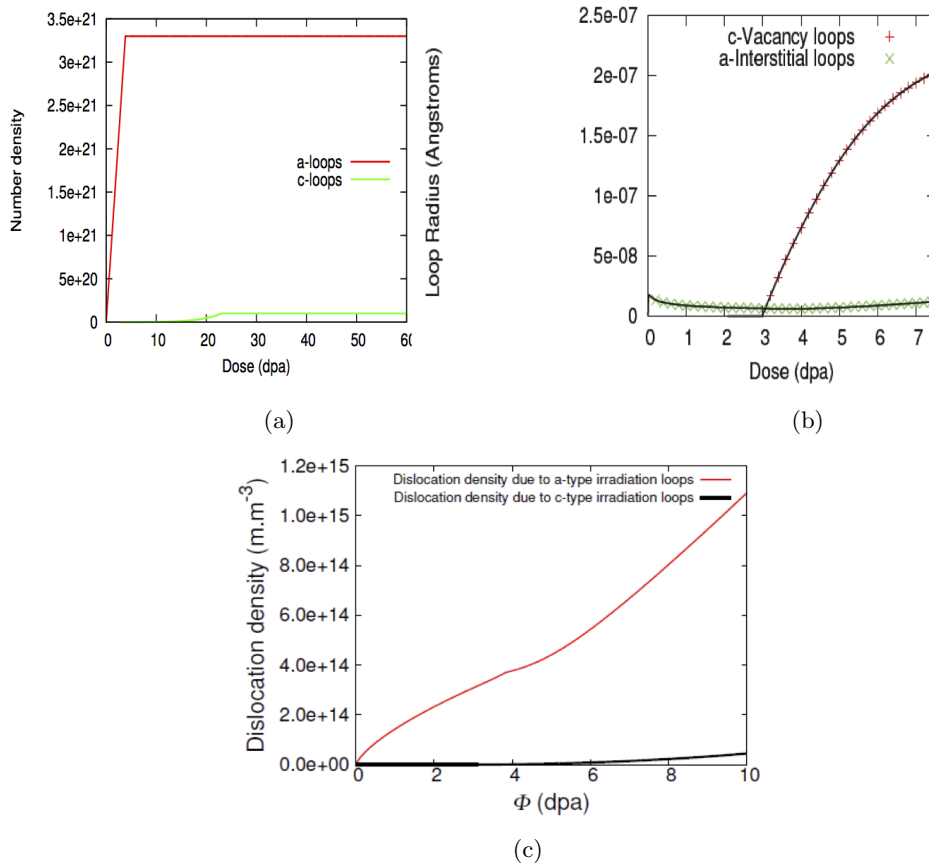 3.5e+21
3e+21
2.5e+21
2e+21
1.5e+21
1e+21
5e+20
0
Number density
a-loops
c-loops
0 10 20 30 40 50 60
Dose (dpa)
(a)
2.5e-07
2e-07
1.5e-07
1e-07
5e-08
0
Loop Radius (Angstroms)
c-Vacancy loops
a-Interstitial loops
0 1 2 3 4 5 6 7
Dose (dpa)
(b)
1.2e+15
1.0e+15
8.0e+14
6.0e+14
4.0e+14
2.0e+14
0.0e+00
Dislocation density (m.m⁻³)
Dislocation density due to a-type irradiation loops
Dislocation density due to c-type irradiation loops
0 2 4 6 8 10
Φ (dpa)
(c)